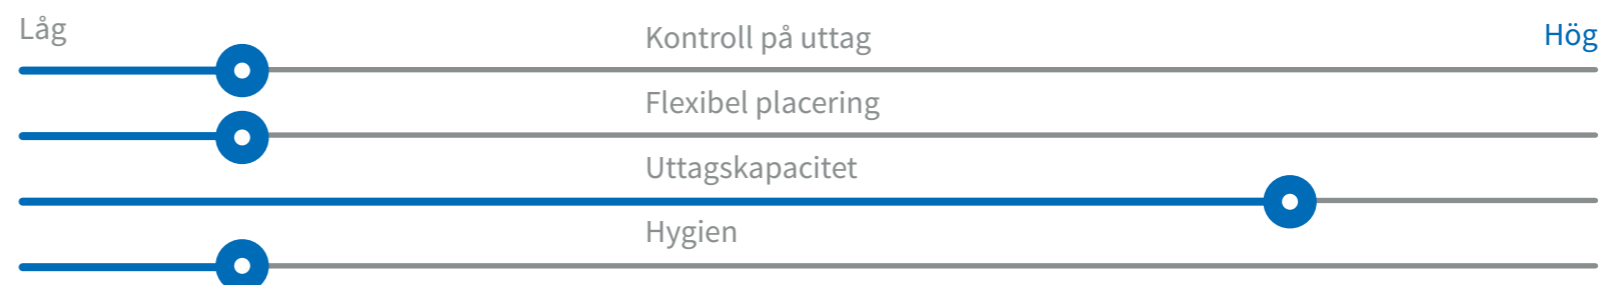 Låg
Kontroll på uttag
Hög
Flexibel placering
Uttagskapacitet
Hygien